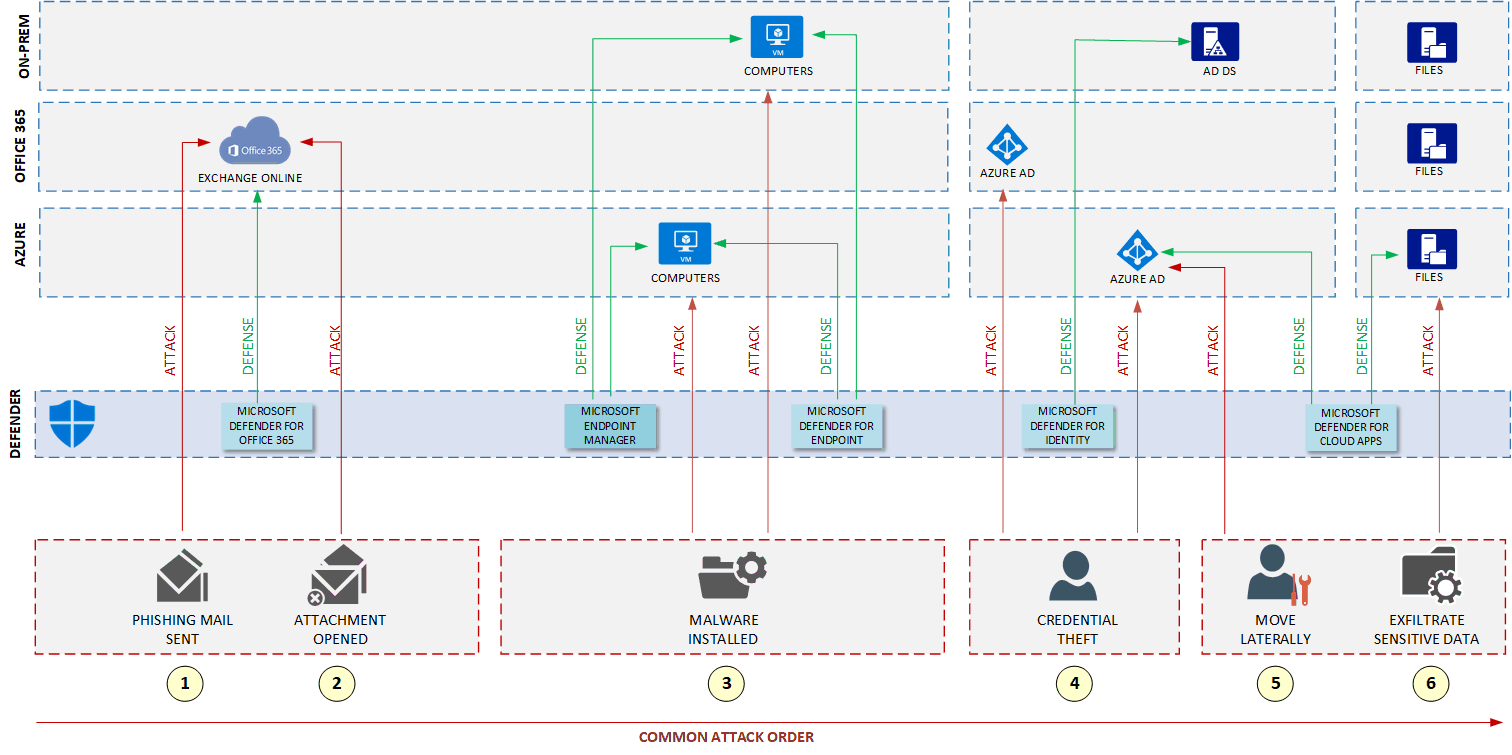 ON-PREM
VM
COMPUTERS
AD DS
FILES
OFFICE 365
Office 365
EXCHANGE ONLINE
AZURE AD
FILES
AZURE
VM
COMPUTERS
AZURE AD
FILES
ATTACK
DEFENSE
ATTACK
DEFENSE
ATTACK
ATTACK
DEFENSE
ATTACK
DEFENSE
ATTACK
ATTACK
DEFENSE
DEFENSE
ATTACK
DEFENDER
MICROSOFT
DEFENDER FOR
OFFICE 365
MICROSOFT
ENDPOINT
MANAGER
MICROSOFT
DEFENDER FOR
ENDPOINT
MICROSOFT
DEFENDER FOR
IDENTITY
MICROSOFT
DEFENDER FOR
CLOUD APPS
PHISHING MAIL
SENT
ATTACHMENT
OPENED
MALWARE
INSTALLED
CREDENTIAL
THEFT
MOVE
LATERALLY
EXFILTRATE
SENSITIVE DATA
1
2
3
4
5
6
COMMON ATTACK ORDER